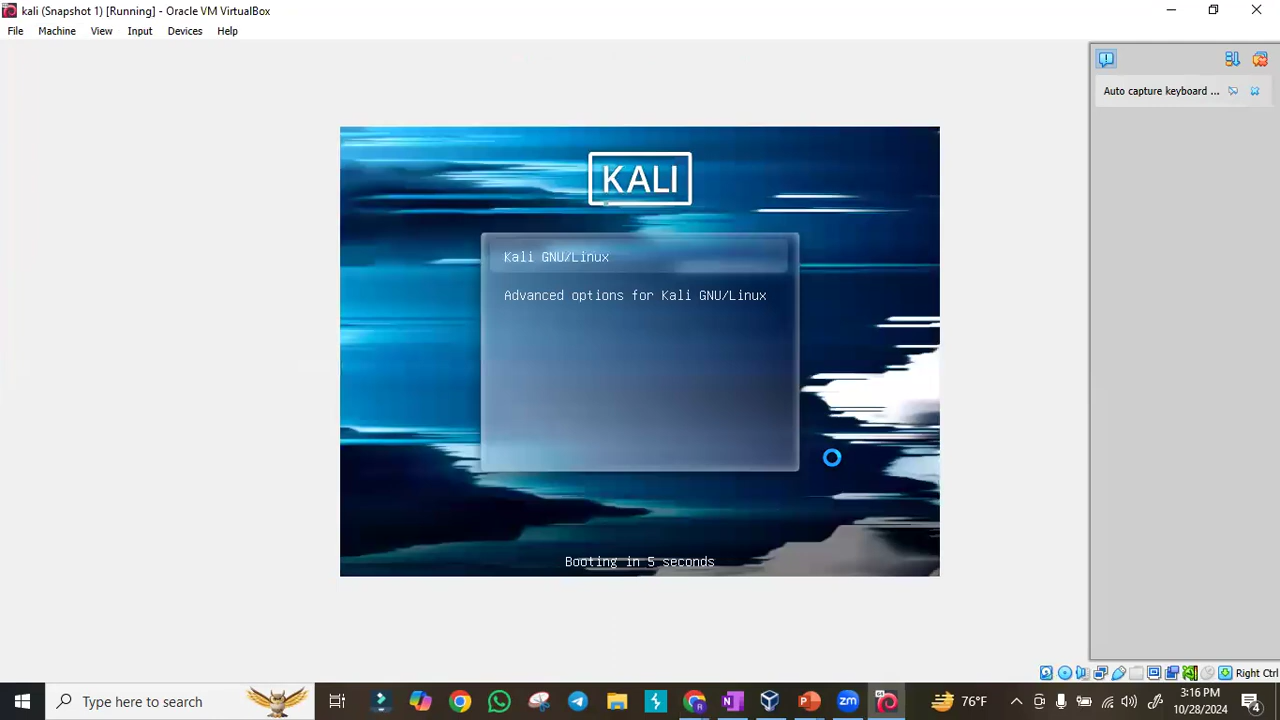 kali (Snapshot 1) [Running] - Oracle VM VirtualBox
File Machine View Input Devices Help
Auto capture keyboard ...
KALI
Kali GNU/Linux
Advanced options for Kali GNU/Linux
Booting in 5 seconds
Right Ctrl
Type here to search
zm
76°F
3:16 PM
10/28/2024
4